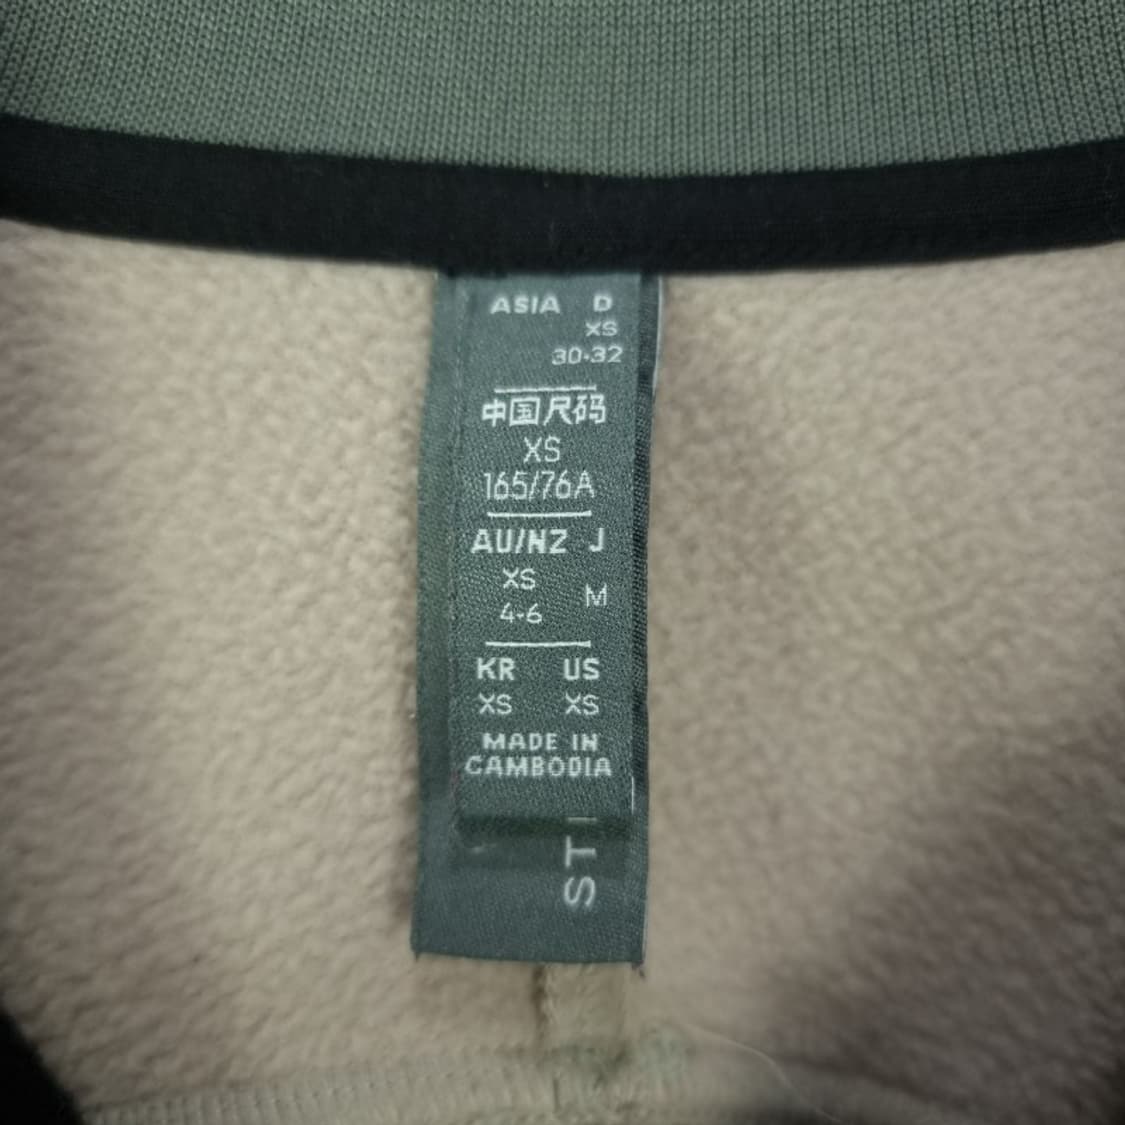 ASIA D
XS
30-32
中国尺码
XS
165/76A
AU/NZ J
XS M
4-6
KR US
XS XS
MADE IN
CAMBODIA
ST